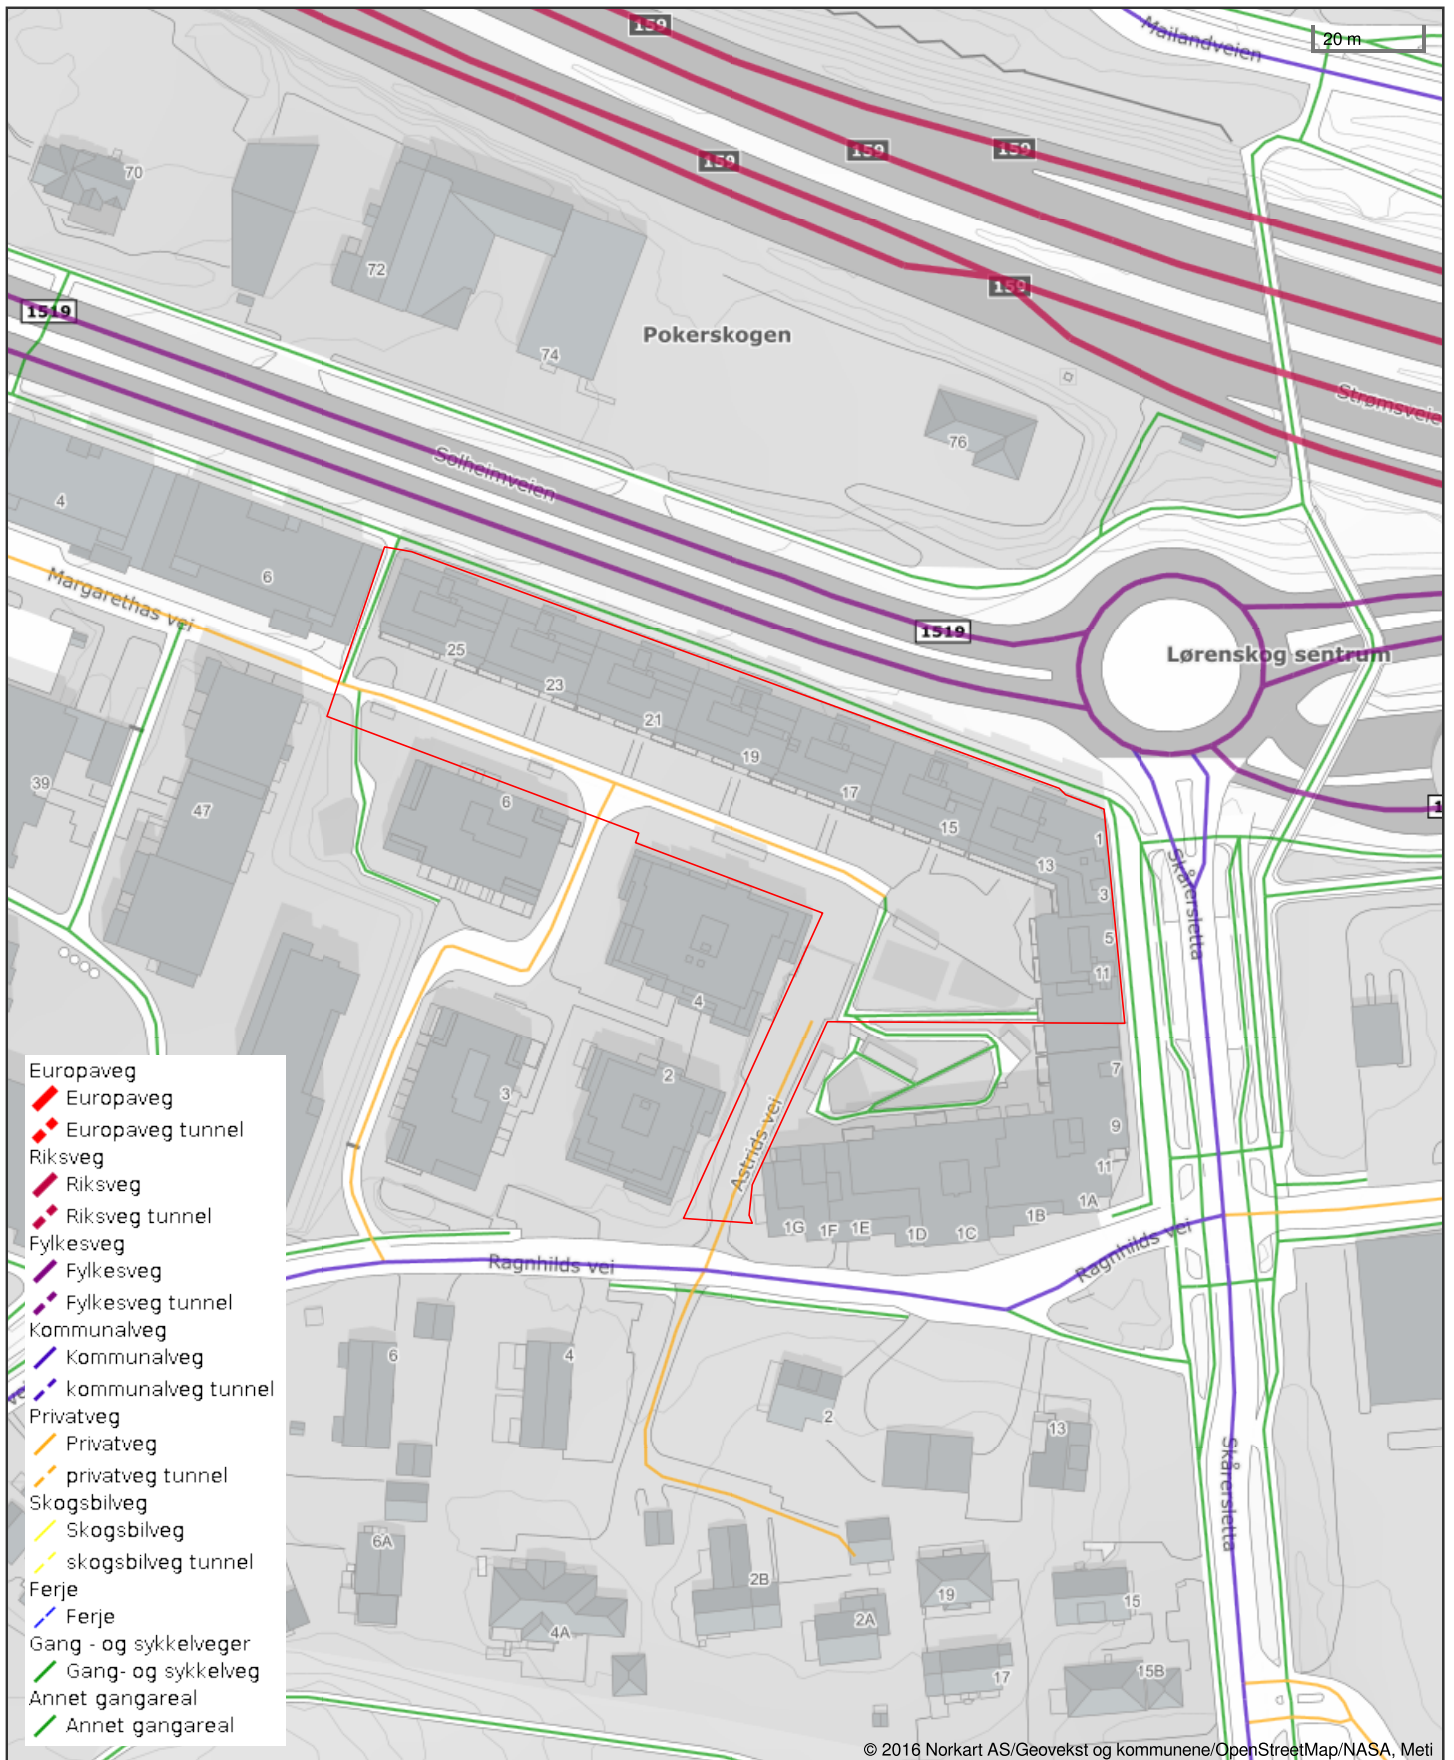 159
Mailandveien
20 m
159
159
159
70
72
159
1519
Pokerskogen
74
Strømsveie
76
Solheimveien
4
6
Margarethas vei
1519
Lørenskog sentrum
25
23
21
19
17
15
13
1
3
5
11
6
39
47
1
Skårersletta
4
2
3
7
9
11
1A
1B
1C
1D
1E
1F
1G
Astrids vei
Ragnhilds vei
Ragnhilds vei
Europaveg
Europaveg
Europaveg tunnel
Riksveg
Riksveg
Riksveg tunnel
Fylkesveg
Fylkesveg
Fylkesveg tunnel
Kommunalveg
Kommunalveg
kommunalveg tunnel
Privatveg
Privatveg
privatveg tunnel
Skogsbilveg
Skogsbilveg
skogsbilveg tunnel
Ferje
Ferje
Gang - og sykkelveger
Gang- og sykkelveg
Annet gangareal
Annet gangareal
6
4
2
13
Skårersletta
6A
4A
2B
2A
19
17
15
15B
© 2016 Norkart AS/Geovekst og kommunene/OpenStreetMap/NASA, Meti